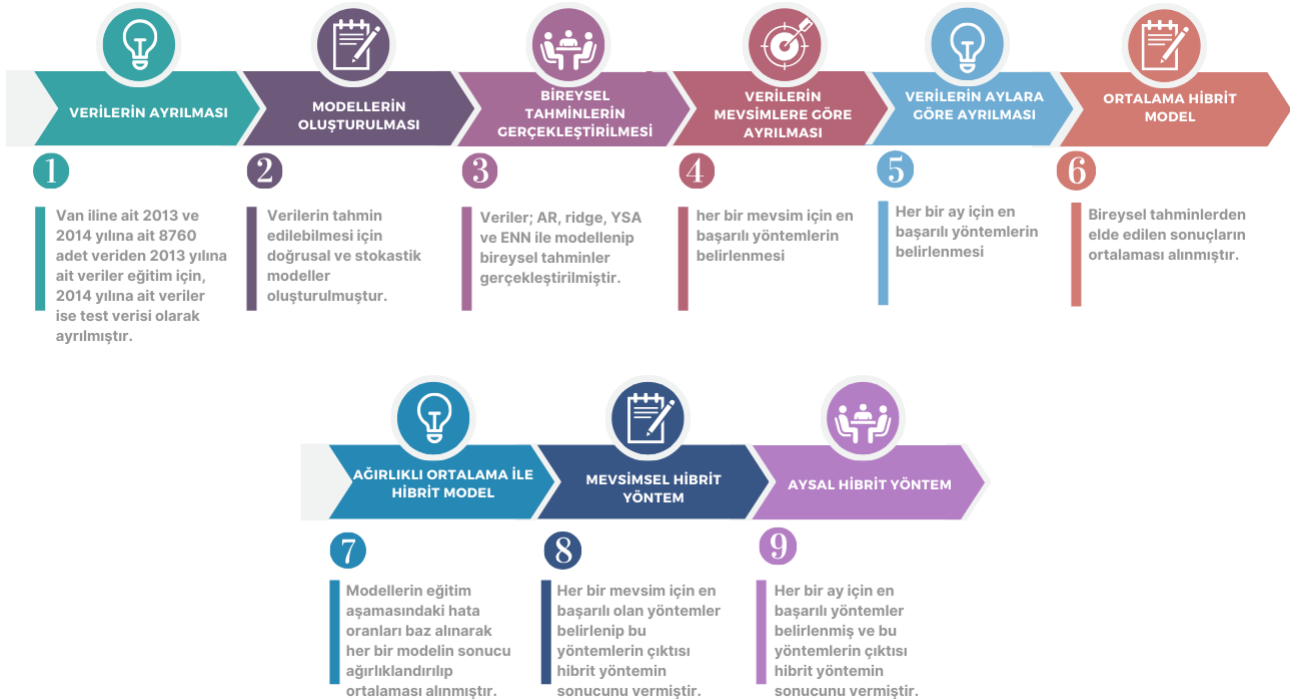 VERİLERİN AYRILMASI
MODELLERİN
OLUŞTURULMASI
BİREYSEL
TAHMİNLERİN
GERÇEKLEŞTİRİLMESİ
VERİLERİN
MEVSİMLERE GÖRE
AYRILMASI
VERİLERİN AYLARA
GÖRE AYRILMASI
ORTALAMA HİBRİT
MODEL
1
Van iline ait 2013 ve
2014 yılına ait 8760
adet veriden 2013 yılına
ait veriler eğitim için,
2014 yılına ait veriler
ise test verisi olarak
ayrılmıştır.
2
Verilerin tahmin
edilebilmesi için
doğrusal ve stokastik
modeller
oluşturulmuştur.
3
Veriler; AR, ridge, YSA
ve ENN ile modellenip
bireysel tahminler
gerçekleştirilmiştir.
4
her bir mevsim için en
başarılı yöntemlerin
belirlenmesi
5
Her bir ay için en
başarılı yöntemlerin
belirlenmesi
6
Bireysel tahminlerden
elde edilen sonuçların
ortalaması alınmıştır.
AĞIRLIKLI ORTALAMA İLE
HİBRİT MODEL
MEVSİMSEL HİBRİT
YÖNTEM
AYSAL HİBRİT YÖNTEM
7
Modellerin eğitim
aşamasındaki hata
oranları baz alınarak
her bir modelin sonucu
ağırlıklandırılıp
ortalaması alınmıştır.
8
Her bir mevsim için en
başarılı olan yöntemler
belirlenip bu
yöntemlerin çıktısı
hibrit yöntemin
sonucunu vermiştir.
9
Her bir ay için en
başarılı yöntemler
belirlenmiş ve bu
yöntemlerin çıktısı
hibrit yöntemin
sonucunu vermiştir.